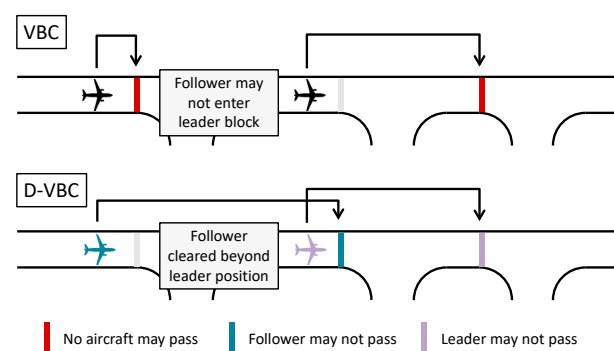 VBC
Follower may
not enter
leader block
D-VBC
Follower
cleared beyond
leader position
No aircraft may pass
Follower may not pass
Leader may not pass